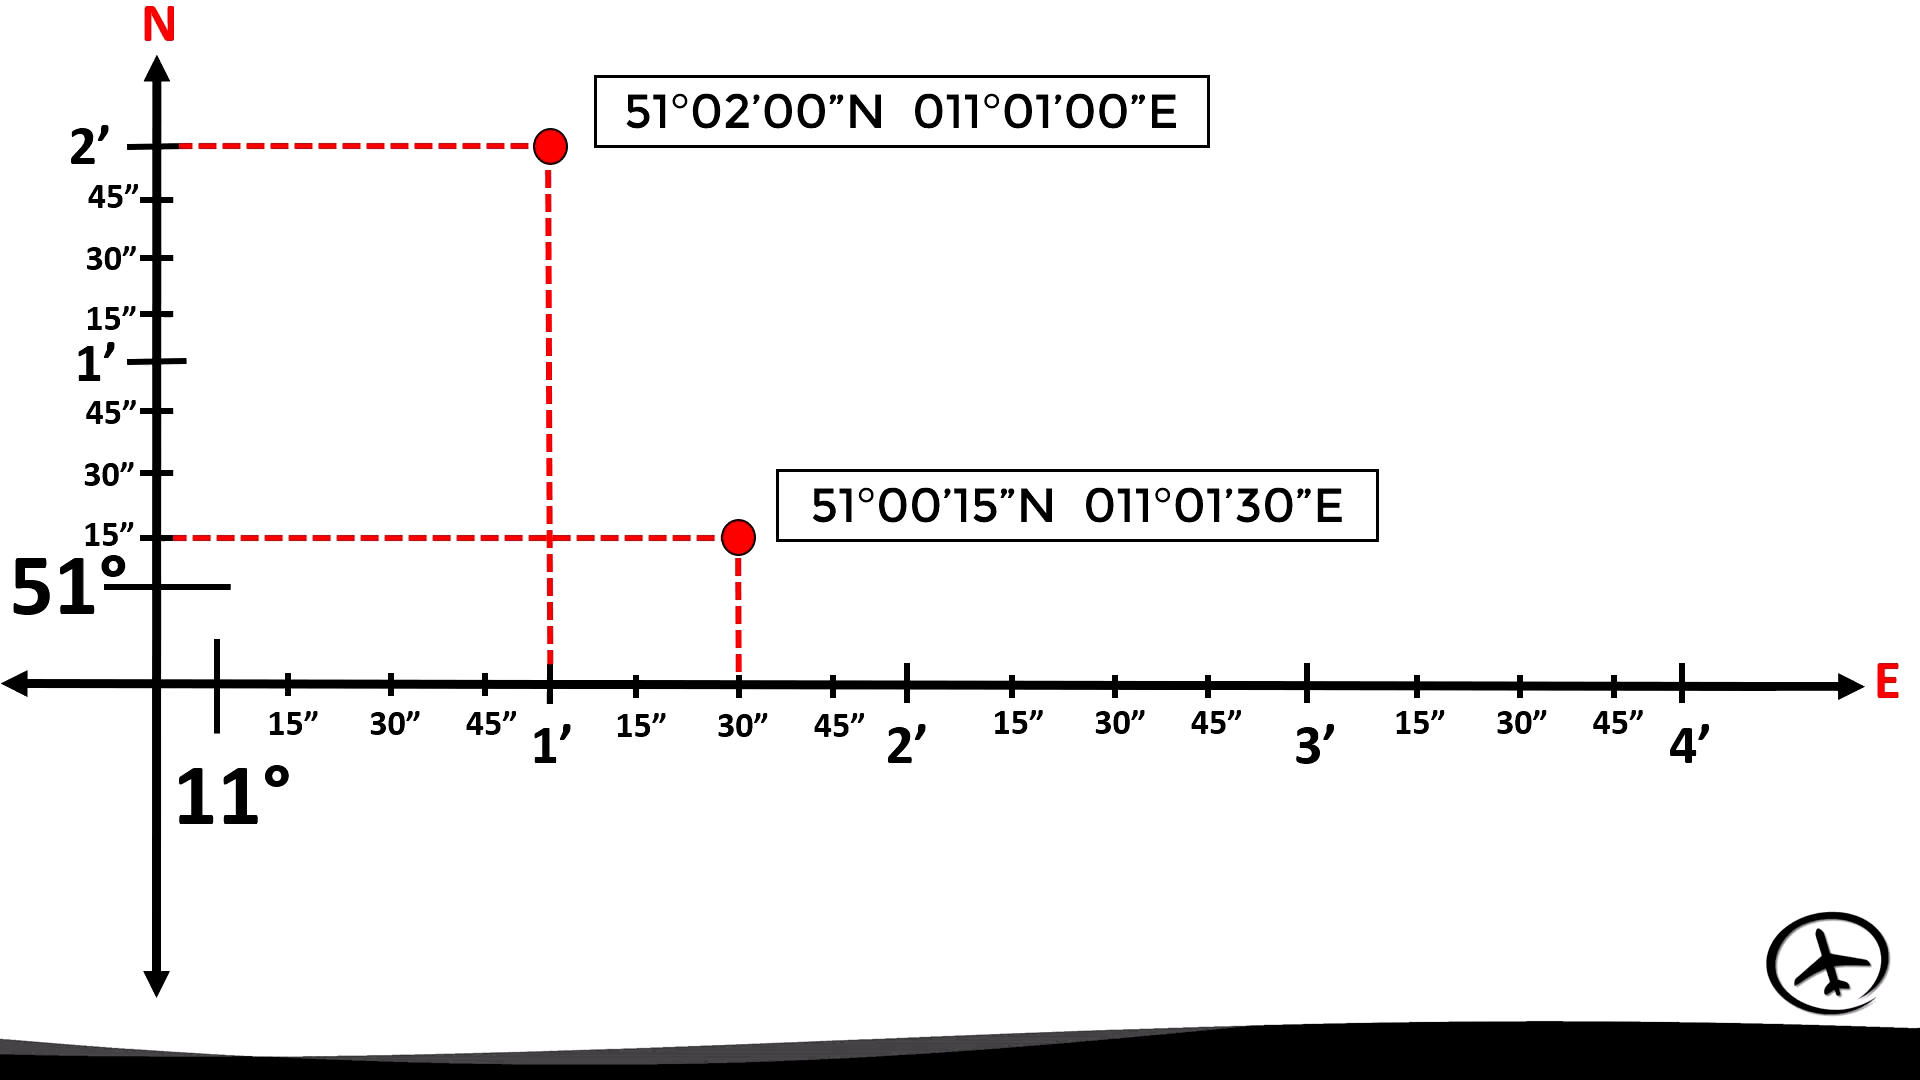 N
51°02’00”N 011°01’00”E
2’
45”
30”
15”
1’
45”
30”
51°00’15”N 011°01’30”E
15”
51°
E
15” 30” 45” 1’ 15” 30” 45” 2’ 15” 30” 45” 3’ 15” 30” 45” 4’
11°